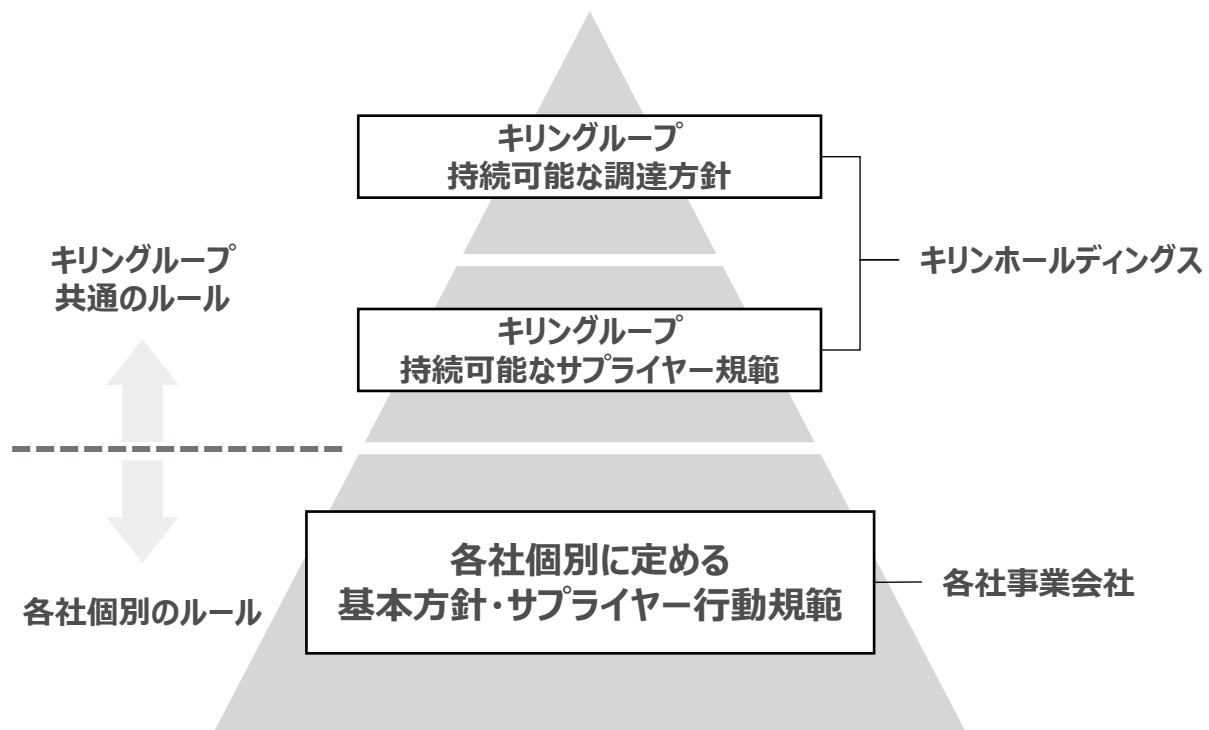 キリングループ
持続可能な調達方針
キリングループ
共通のルール
キリンホールディングス
キリングループ
持続可能なサプライヤー規範
各社個別に定める
基本方針・サプライヤー行動規範
各社個別のルール
各社事業会社